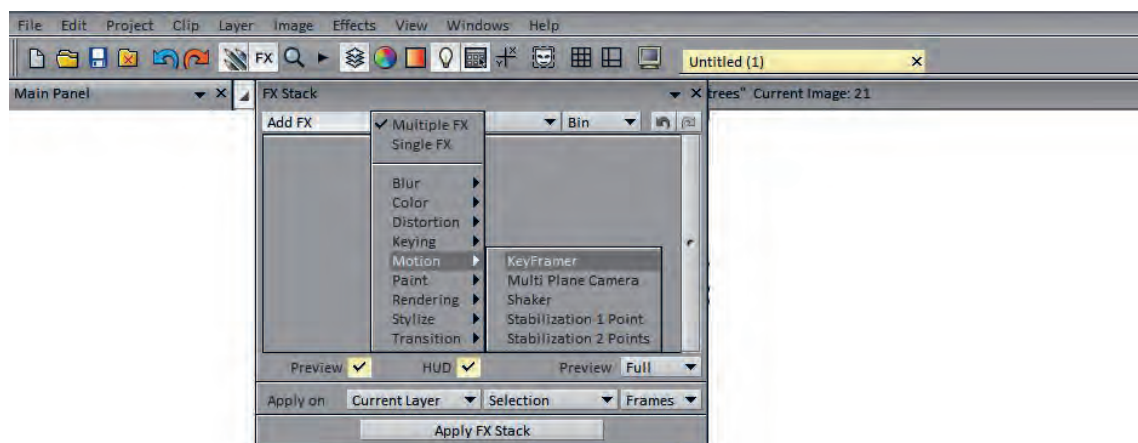 File Edit Project Clip Layer Image Effects View Windows Help
FX
Untitled (1)
Main Panel
FX Stack
trees" Current Image: 21
Add FX
Bin
Multiple FX
Single FX
Blur
Color
Distortion
Keying
Motion
Paint
Rendering
Stylize
Transition
KeyFramer
Multi Plane Camera
Shaker
Stabilization 1 Point
Stabilization 2 Points
Preview HUD Preview Full
Apply on Current Layer Selection Frames
Apply FX Stack